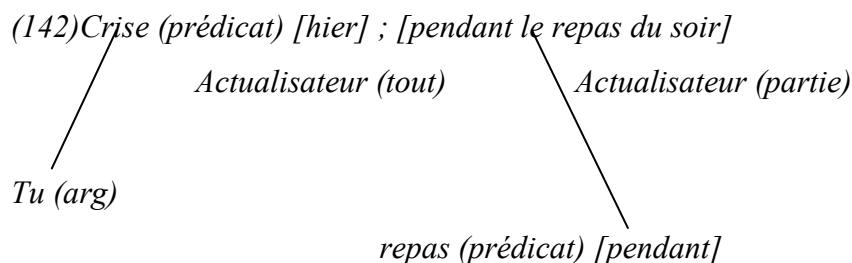 (142)Crise (prédicat) [hier] ; [pendant le repas du soir]
Actualisateur (tout) Actualisateur (partie)
Tu (arg)
repas (prédicat) [pendant]